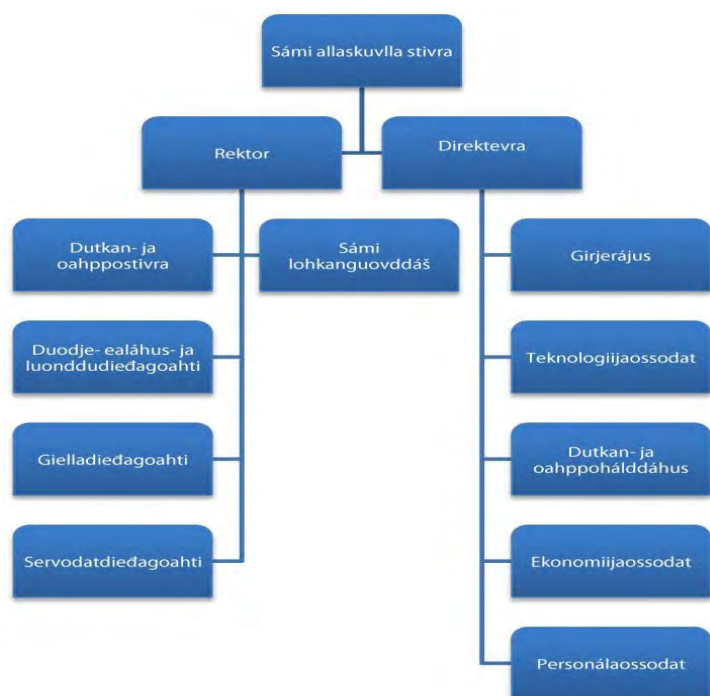 Sámi allaskuvlla stivra
Rektor
Direktevra
Dutkan- ja
oahppostivra
Sámi
lohkanguovddáš
Girjerájus
Duodje- ealáhus- ja
luonddudieđagoahti
Teknologiijaossodat
Gielladieđagoahti
Dutkan- ja
oahppohálddáhus
Servodatdieđagoahti
Ekonomiijaossodat
Personálaossodat